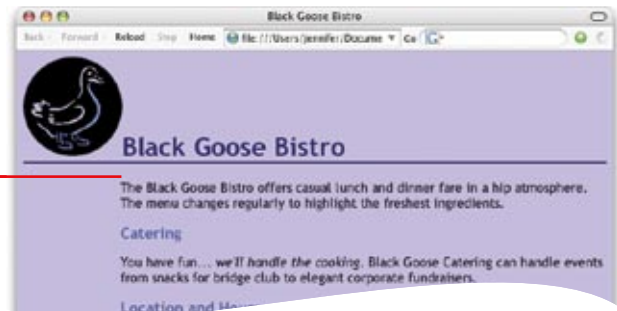 Black Goose Bistro
Back Forward Reload Stop Home file:///Users/jennifer/Docume Go G
Black Goose Bistro
The Black Goose Bistro offers casual lunch and dinner fare in a hip atmosphere.
The menu changes regularly to highlight the freshest ingredients.
Catering
You have fun... we'll handle the cooking. Black Goose Catering can handle events
from snacks for bridge club to elegant corporate fundraisers.
Location and